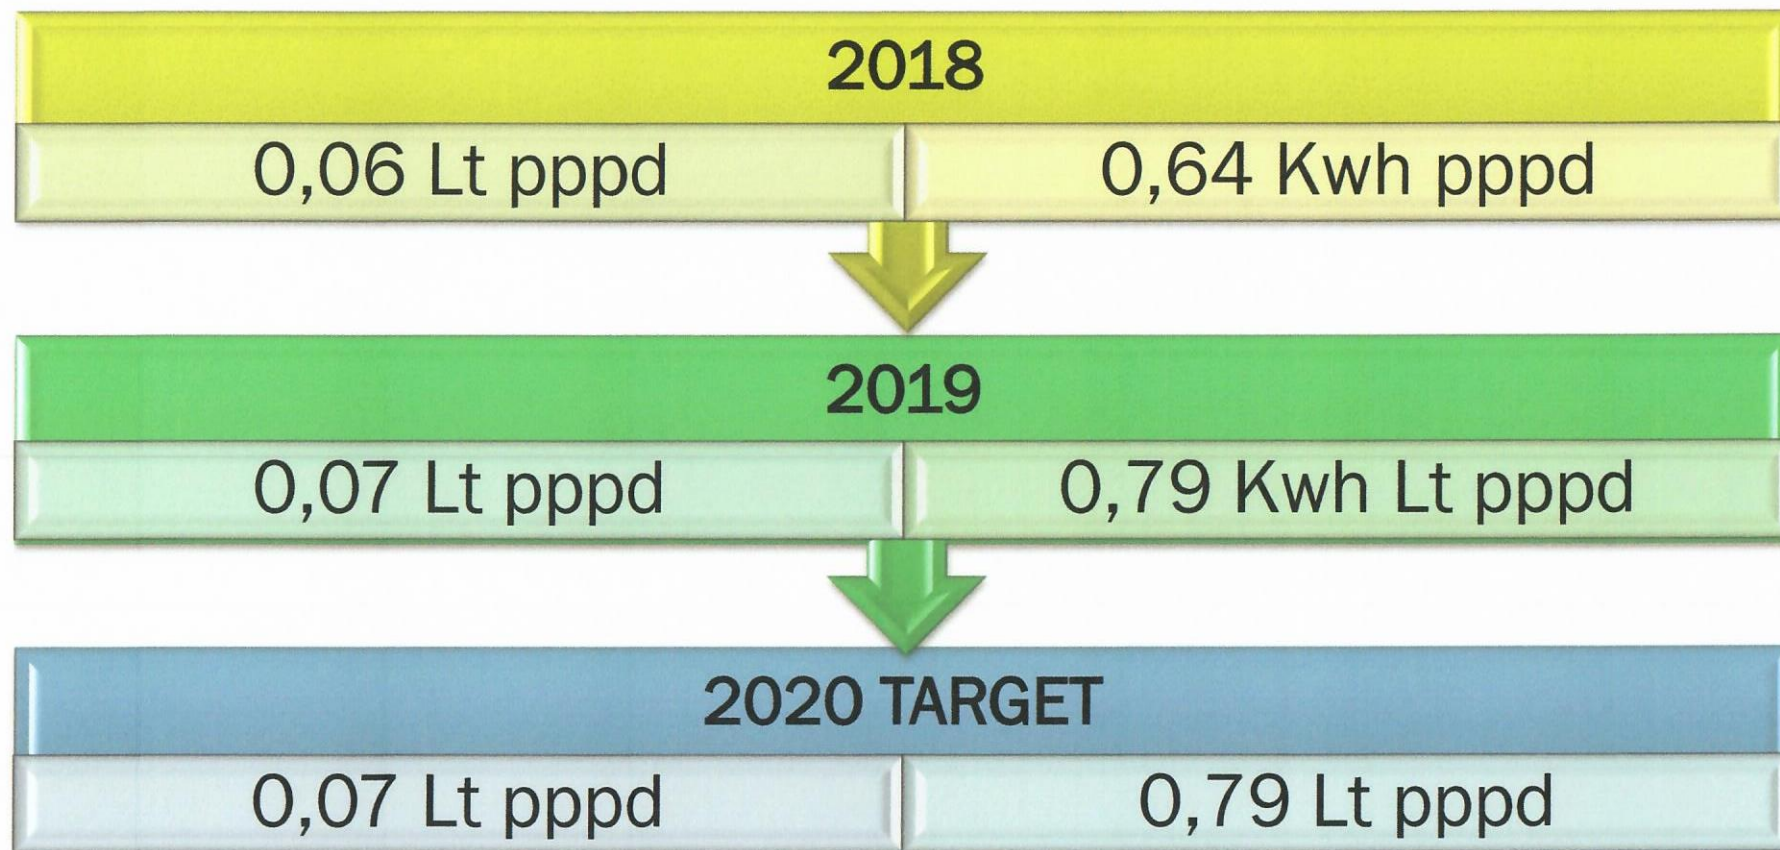 2018
0,06 Lt pppd
0,64 Kwh pppd
2019
0,07 Lt pppd
0,79 Kwh Lt pppd
2020 TARGET
0,07 Lt pppd
0,79 Lt pppd